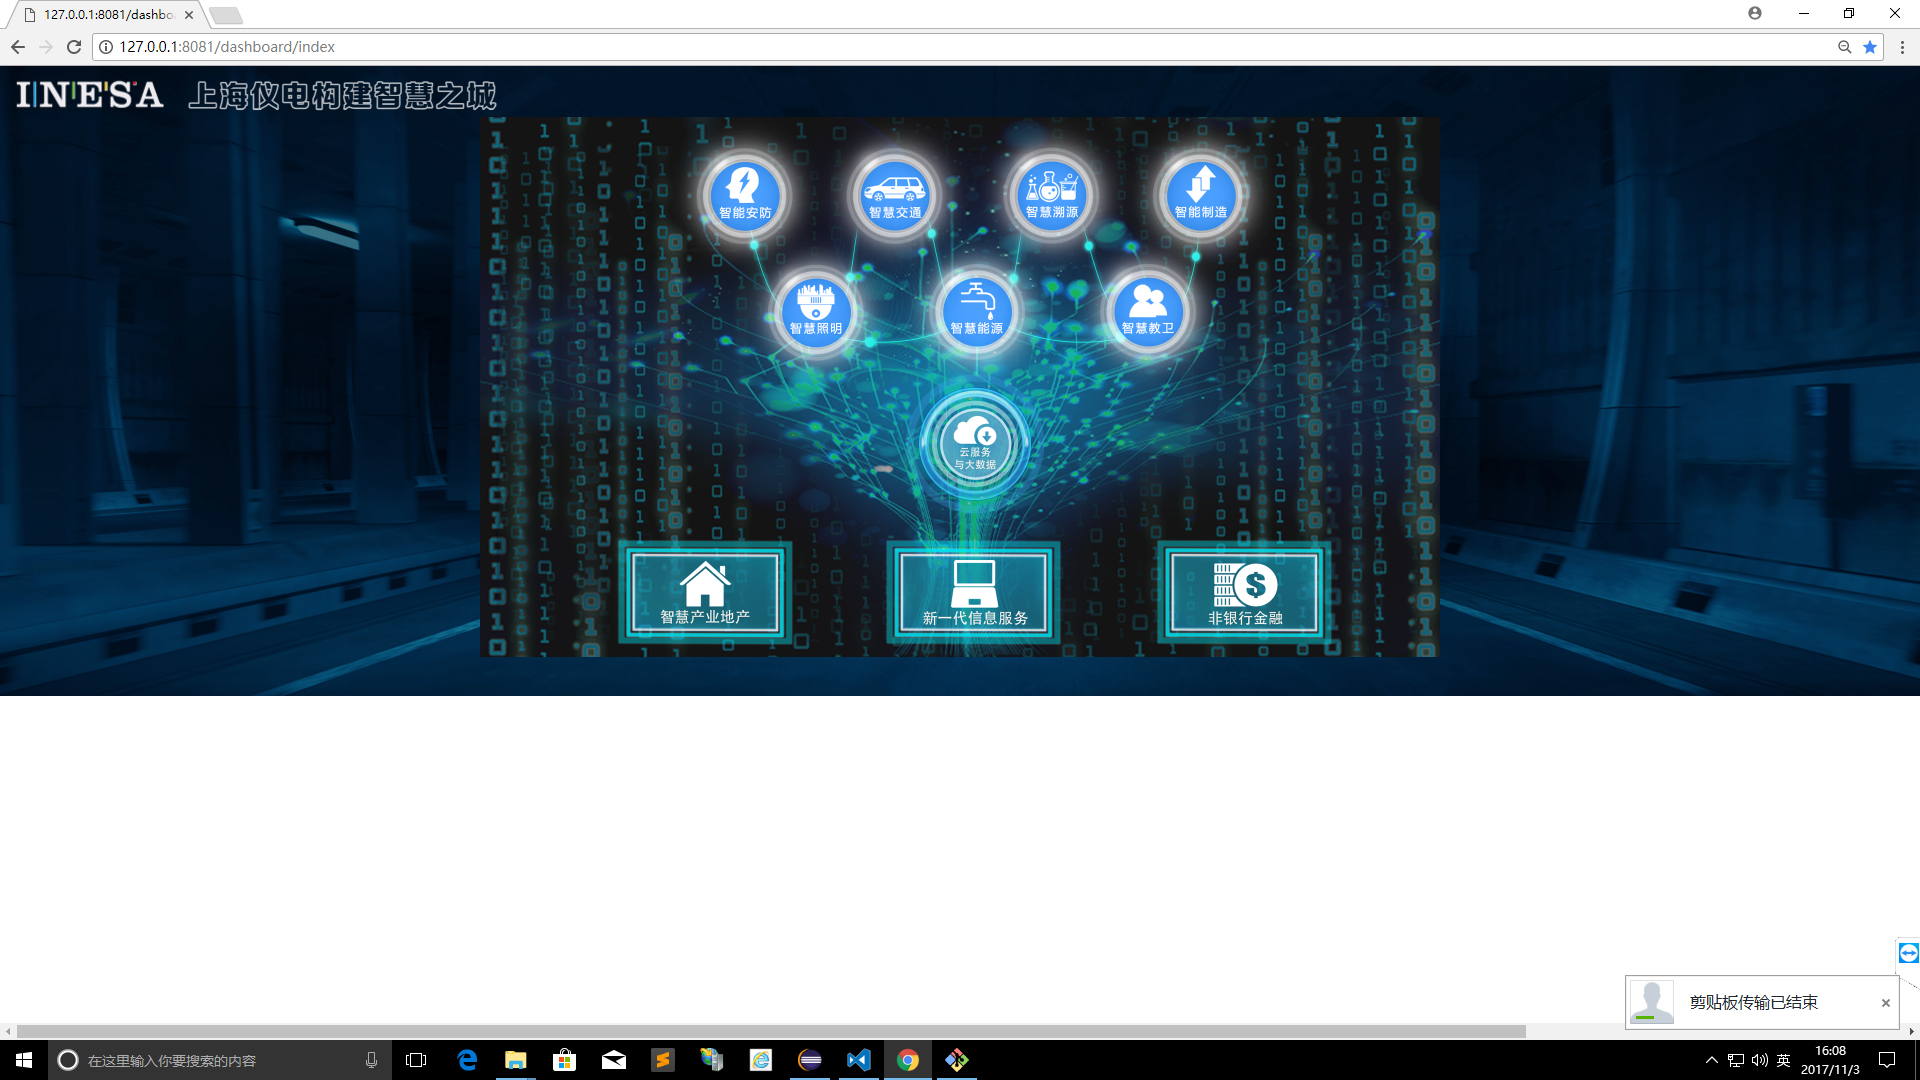 127.0.0.1:8081/dashbo
127.0.0.1:8081/dashboard/index
INESA 上海仪电构建智慧之城
智能安防
智慧交通
智慧溯源
智能制造
智慧照明
智慧能源
智慧教卫
云服务
与大数据
智慧产业地产
新一代信息服务
非银行金融
剪贴板传输已结束
在这里输入你要搜索的内容
英
16:08
2017/11/3